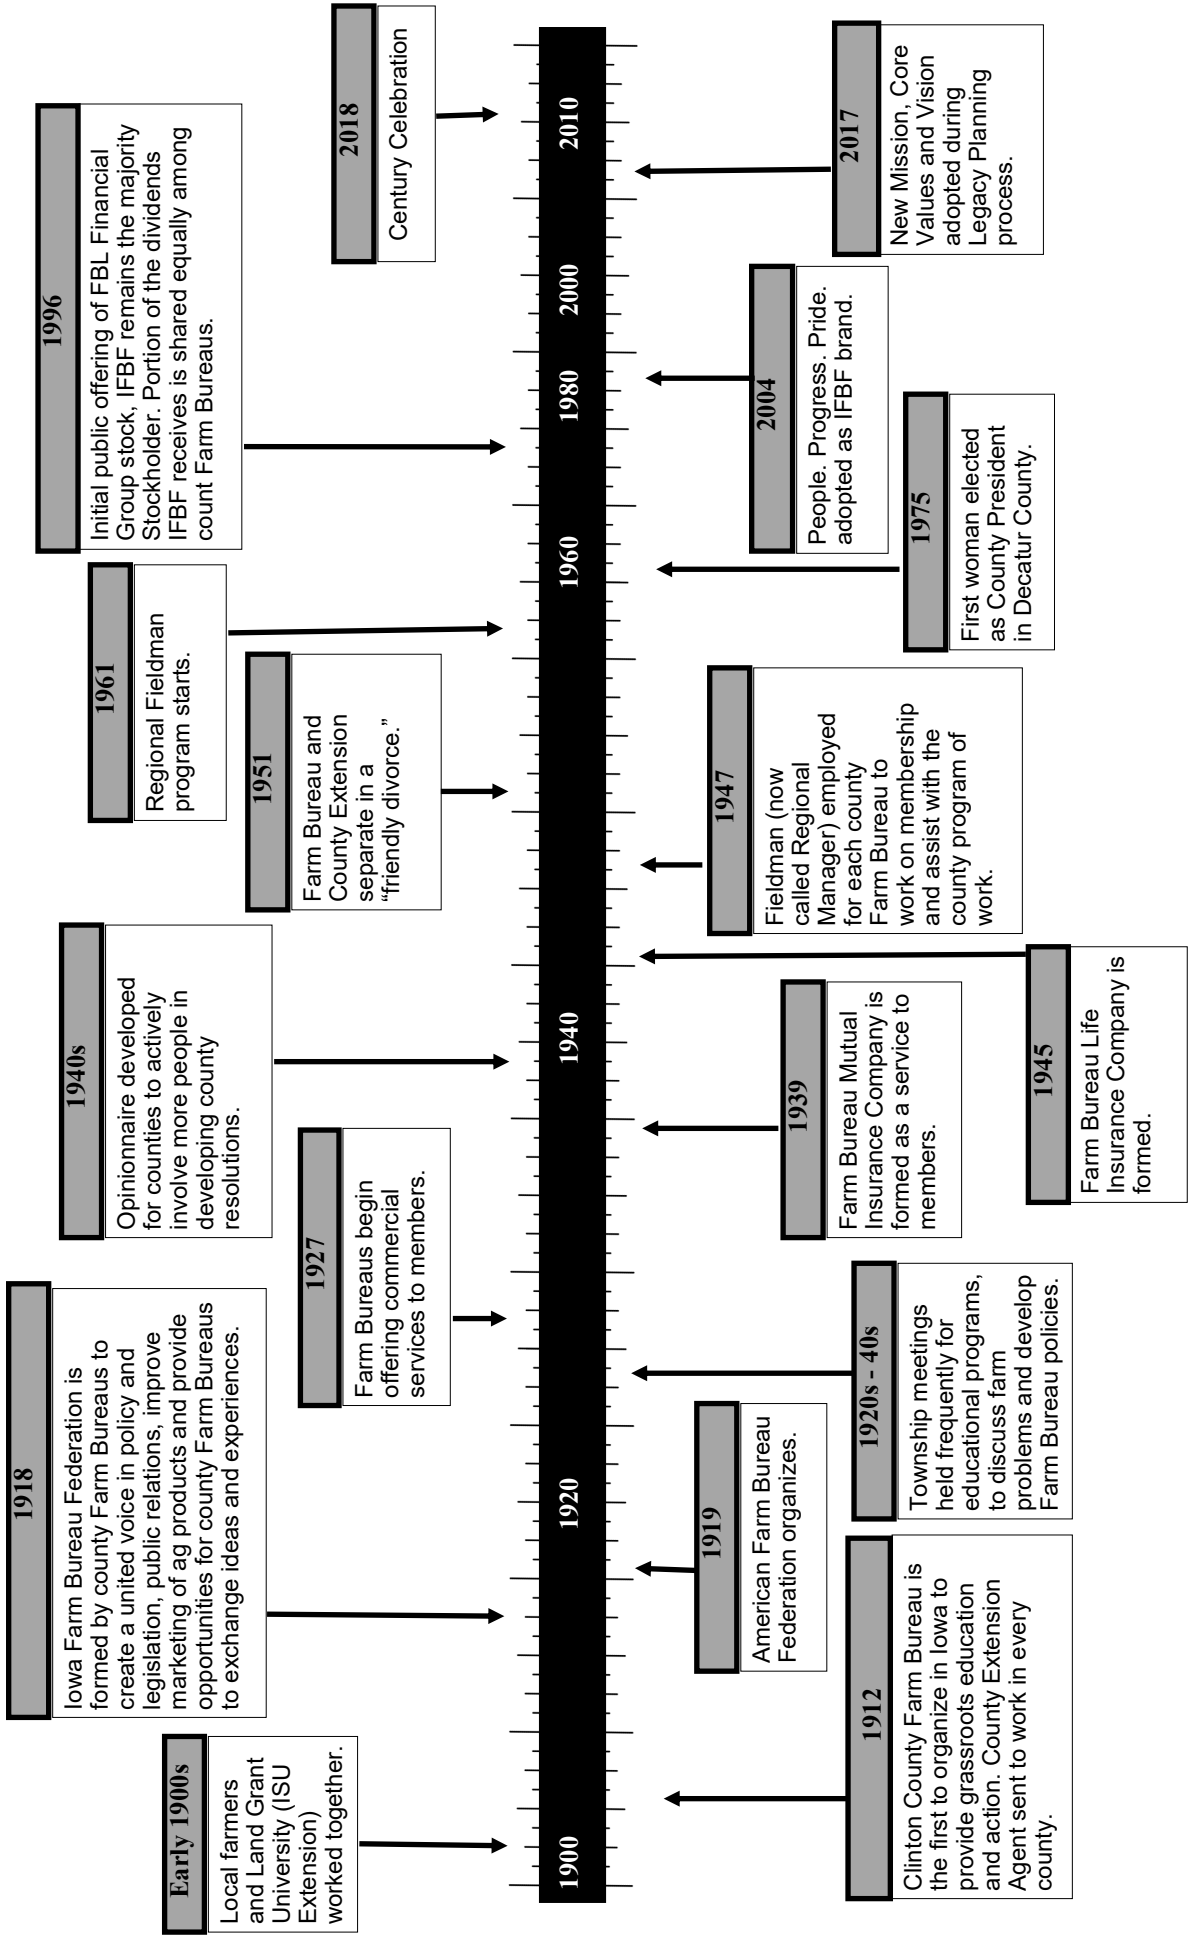 Early 1900s
Local farmers
and Land Grant
University (ISU
Extension)
worked together.
1918
Iowa Farm Bureau Federation is
formed by county Farm Bureaus to
create a united voice in policy and
legislation, public relations, improve
marketing of ag products and provide
opportunities for county Farm Bureaus
to exchange ideas and experiences.
1927
Farm Bureaus begin
offering commercial
services to members.
1940s
Opinionnaire developed
for counties to actively
involve more people in
developing county
resolutions.
1951
Farm Bureau and
County Extension
separate in a
“friendly divorce.”
1961
Regional Fieldman
program starts.
1996
Initial public offering of FBL Financial
Group stock, IFBF remains the majority
Stockholder. Portion of the dividends
IFBF receives is shared equally among
count Farm Bureaus.
2018
Century Celebration
1900 1920 1940 1960 1980 2000 2010
1912
Clinton County Farm Bureau is
the first to organize in Iowa to
provide grassroots education
and action. County Extension
Agent sent to work in every
county.
1919
American Farm Bureau
Federation organizes.
1920s - 40s
Township meetings
held frequently for
educational programs,
to discuss farm
problems and develop
Farm Bureau policies.
1939
Farm Bureau Mutual
Insurance Company is
formed as a service to
members.
1945
Farm Bureau Life
Insurance Company is
formed.
1947
Fieldman (now
called Regional
Manager) employed
for each county
Farm Bureau to
work on membership
and assist with the
county program of
work.
1975
First woman elected
as County President
in Decatur County.
2004
People. Progress. Pride.
adopted as IFBF brand.
2017
New Mission, Core
Values and Vision
adopted during
Legacy Planning
process.